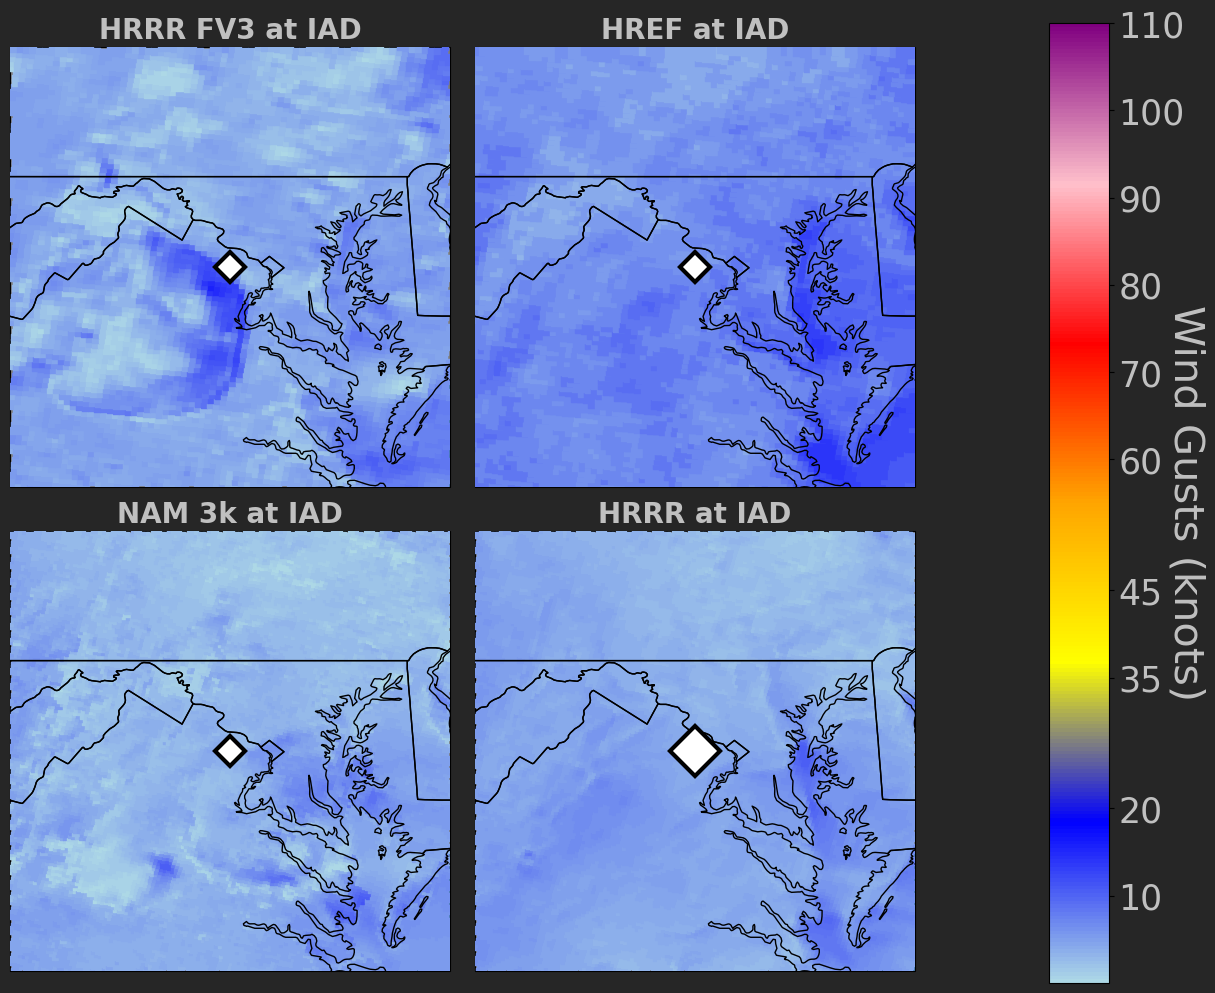 HRRR FV3 at IAD
HREF at IAD
NAM 3k at IAD
HRRR at IAD
110
100
90
80
70
60
45
35
20
10
Wind Gusts (knots)